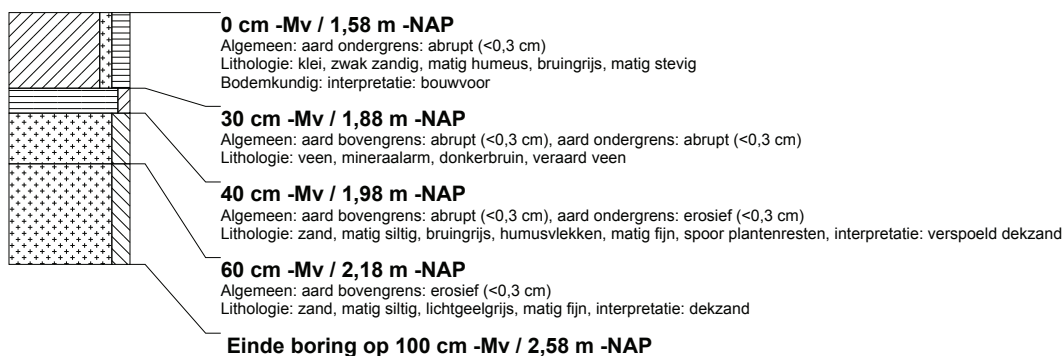 0 cm -Mv / 1,58 m -NAP
Algemeen: aard ondergrens: abrupt (<0,3 cm)
Lithologie: klei, zwak zandig, matig humeus, bruingrijs, matig stevig
Bodemkundig: interpretatie: bouwvoor
30 cm -Mv / 1,88 m -NAP
Algemeen: aard bovengrens: abrupt (<0,3 cm), aard ondergrens: abrupt (<0,3 cm)
Lithologie: veen, mineraalarm, donkerbruin, veraard veen
40 cm -Mv / 1,98 m -NAP
Algemeen: aard bovengrens: abrupt (<0,3 cm), aard ondergrens: erosief (<0,3 cm)
Lithologie: zand, matig siltig, bruingrijs, humusvlekken, matig fijn, spoor plantenresten, interpretatie: verspoeld dekzand
60 cm -Mv / 2,18 m -NAP
Algemeen: aard bovengrens: erosief (<0,3 cm)
Lithologie: zand, matig siltig, lichtgeelgrijs, matig fijn, interpretatie: dekzand
Einde boring op 100 cm -Mv / 2,58 m -NAP